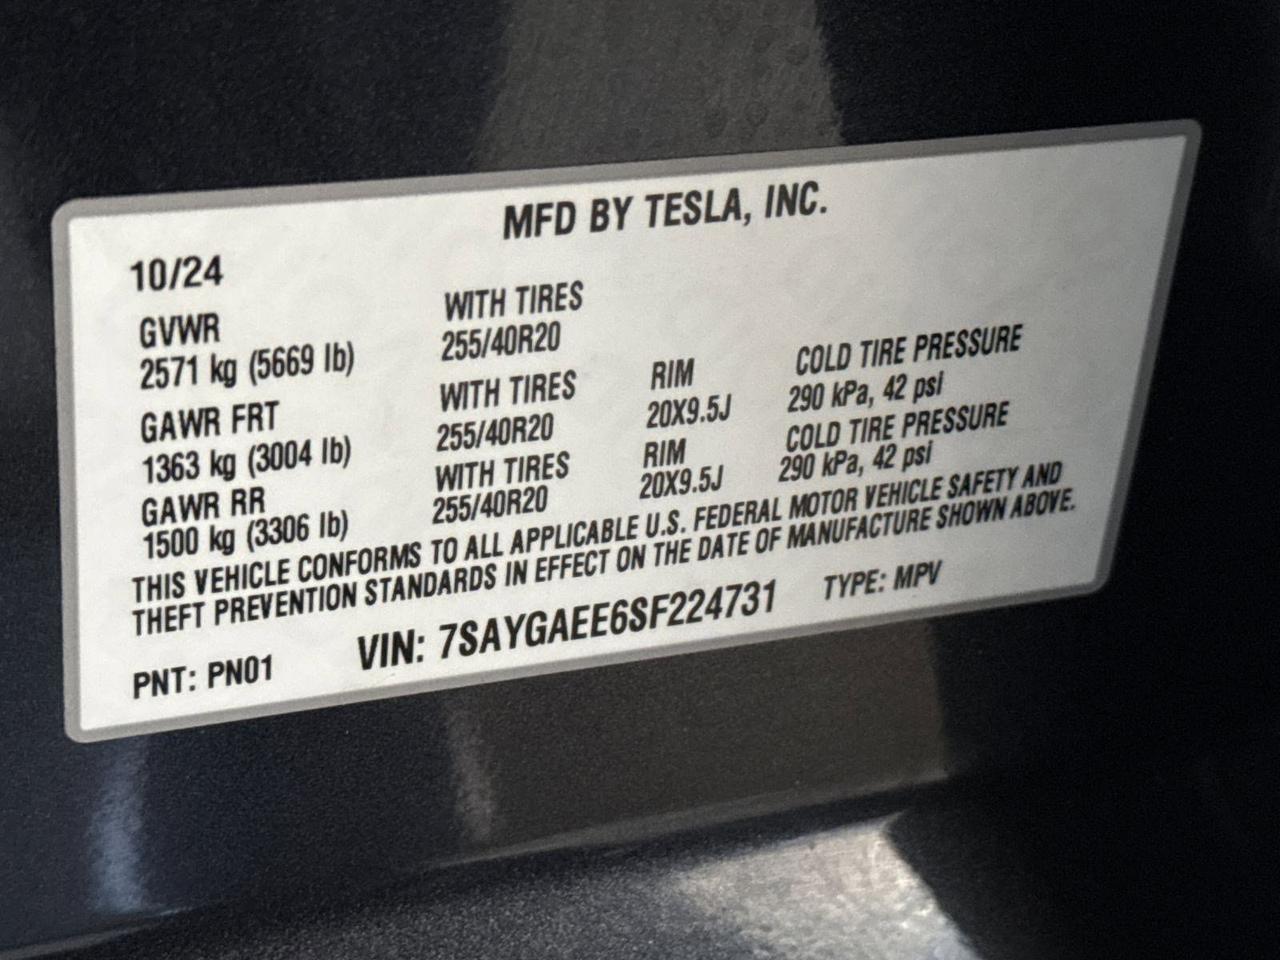 MFD BY TESLA, INC.
10/24
GVWR WITH TIRES
2571 kg (5669 lb) 255/40R20
GAWR FRT WITH TIRES RIM COLD TIRE PRESSURE
1363 kg (3004 lb) 255/40R20 20X9.5J 290 kPa, 42 psi
GAWR RR WITH TIRES RIM COLD TIRE PRESSURE
1500 kg (3306 lb) 255/40R20 20X9.5J 290 kPa, 42 psi
THIS VEHICLE CONFORMS TO ALL APPLICABLE U.S. FEDERAL MOTOR VEHICLE SAFETY AND
THEFT PREVENTION STANDARDS IN EFFECT ON THE DATE OF MANUFACTURE SHOWN ABOVE.
PNT: PN01 VIN: 7SAYGAEE6SF224731 TYPE: MPV